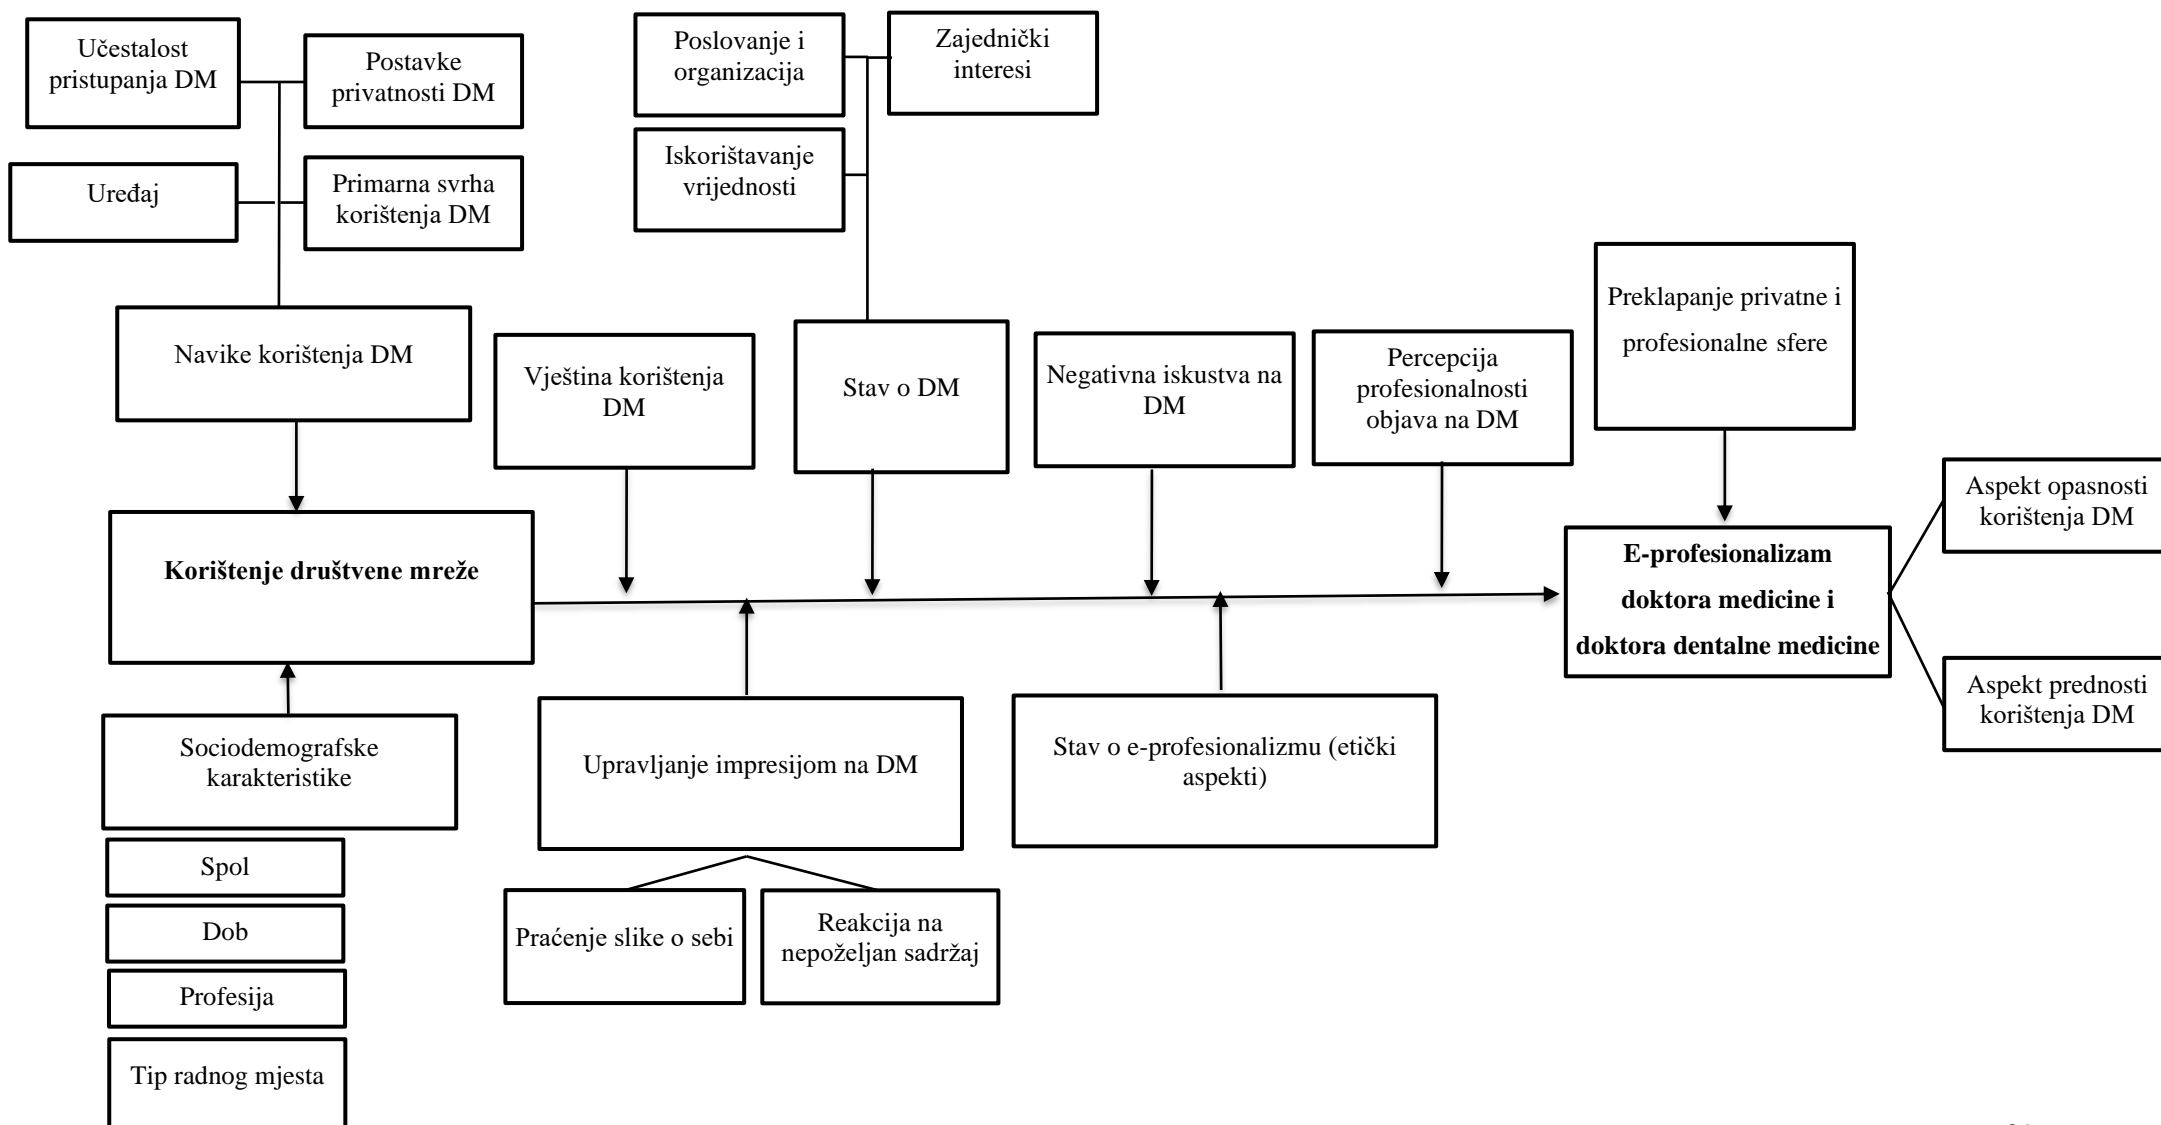 Učestalost
pristupanja DM
Postavke
privatnosti DM
Uređaj
Primarna svrha
korištenja DM
Poslovanje i
organizacija
Zajednički
interesi
Iskorištavanje
vrijednosti
Navike korištenja DM
Vještina korištenja
DM
Stav o DM
Negativna iskustva na
DM
Percepcija
profesionalnosti
objava na DM
Preklapanje privatne i
profesionalne sfere
Korištenje društvene mreže
E-profesionalizam
doktora medicine i
doktora dentalne medicine
Aspekt opasnosti
korištenja DM
Aspekt prednosti
korištenja DM
Sociodemografske
karakteristike
Spol
Dob
Profesija
Tip radnog mjesta
Upravljanje impresijom na DM
Praćenje slike o sebi
Reakcija na
nepoželjan sadržaj
Stav o e-profesionalizmu (etički
aspekti)